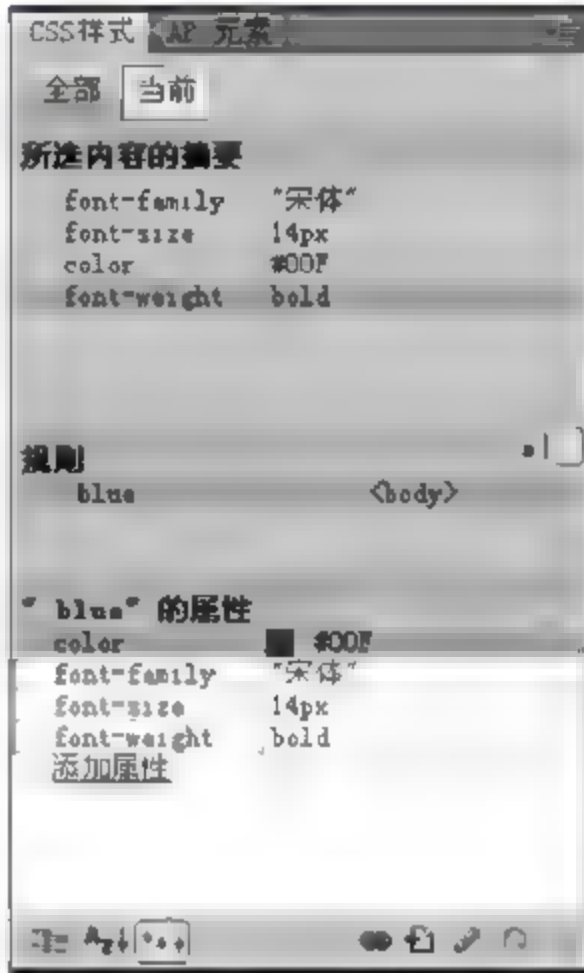 CSS样式 AP 元素
全部 当前
所选内容的摘要
font-family "宋体"
font-size 14px
color #00F
font-weight bold
规则
blue <body>
" blue" 的属性
color #00F
font-family "宋体"
font-size 14px
font-weight bold
添加属性